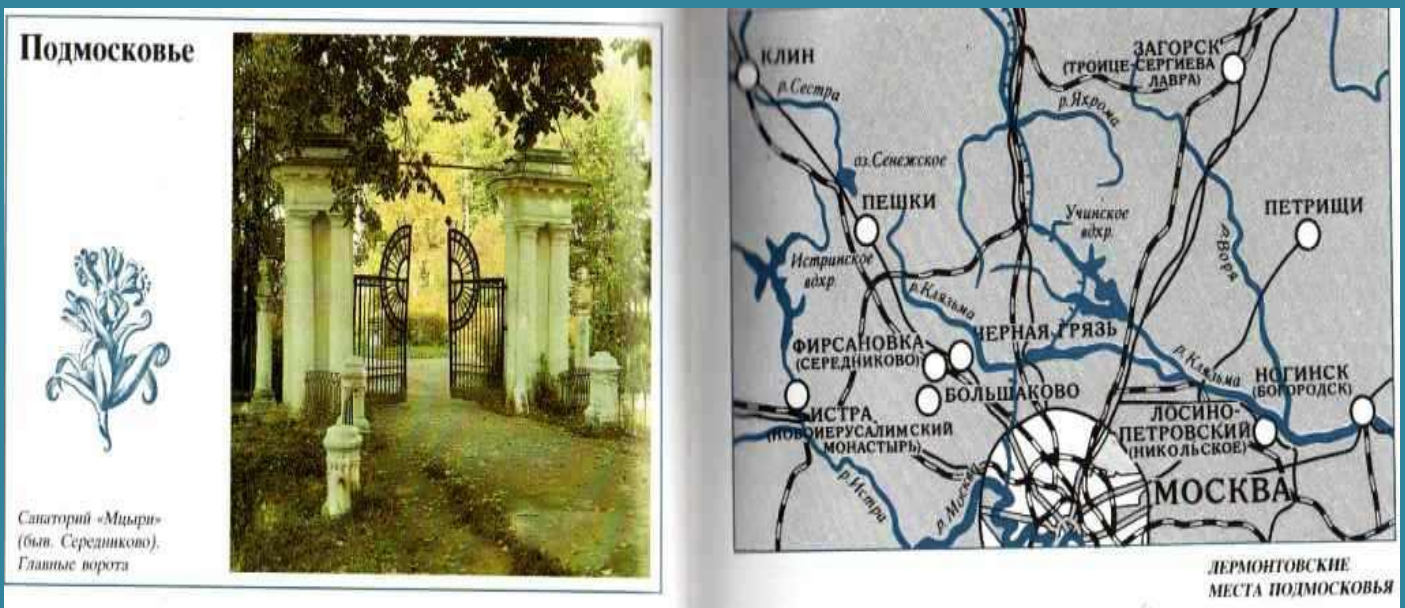 Подмосковье
Санаторий «Мцыри»
(быв. Середниково).
Главные ворота
КЛИН
р.Сестра
ЗАГОРСК
(ТРОИЦЕ-СЕРГИЕВА
ЛАВРА)
р.Яхрома
оз.Сенежское
ПЕШКИ
Учинское
вдхр.
ПЕТРИЩИ
р.Воря
Истринское
вдхр.
р.Клязьма
ЧЕРНАЯ ГРЯЗЬ
ФИРСАНОВКА
(СЕРЕДНИКОВО)
р.Клязьма
БОЛЬШАКОВО
НОГИНСК
(БОГОРОДСК)
ИСТРА
(НОВОИЕРУСАЛИМСКИЙ
МОНАСТЫРЬ)
ЛОСИНО-
ПЕТРОВСКИЙ
(НИКОЛЬСКОЕ)
р.Истра
р.Москва
МОСКВА
ЛЕРМОНТОВСКИЕ
МЕСТА ПОДМОСКОВЬЯ